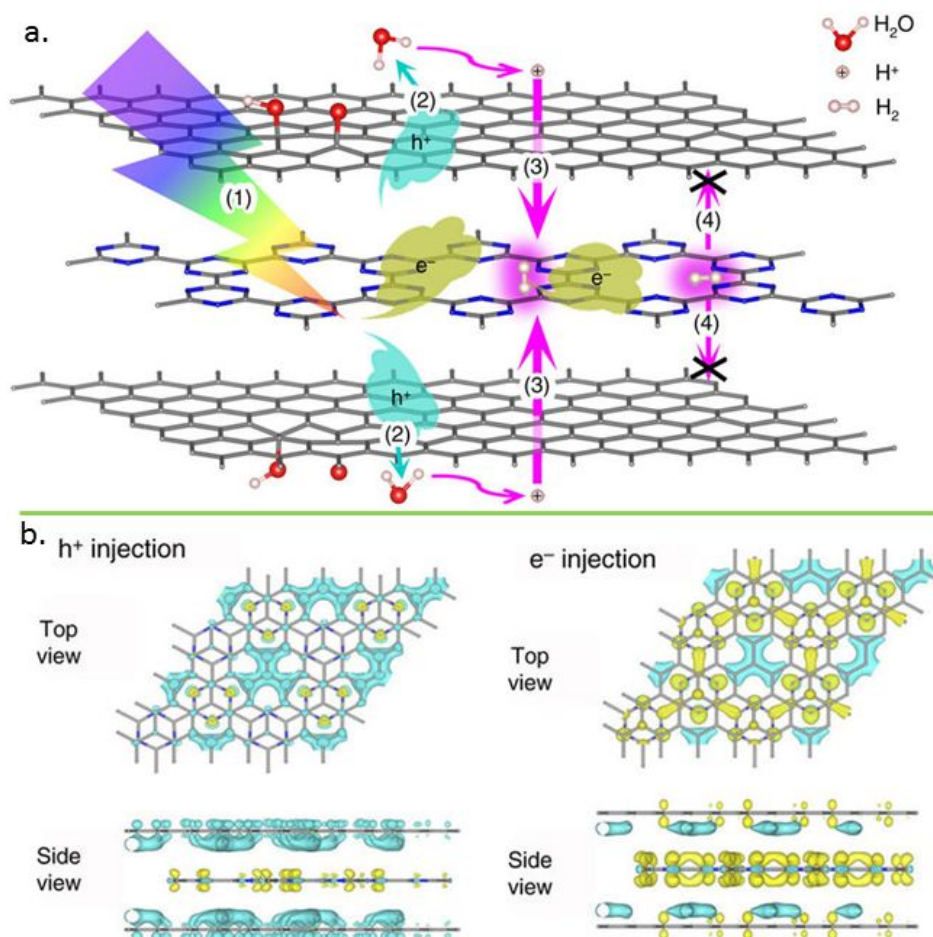 a.
H₂O
H⁺
H₂
+
(2)
h⁺
(1)
(3)
(4)
e⁻
e⁻
(4)
h⁺
(3)
(2)
+
b.
h⁺ injection
e⁻ injection
Top
view
Top
view
Side
view
Side
view